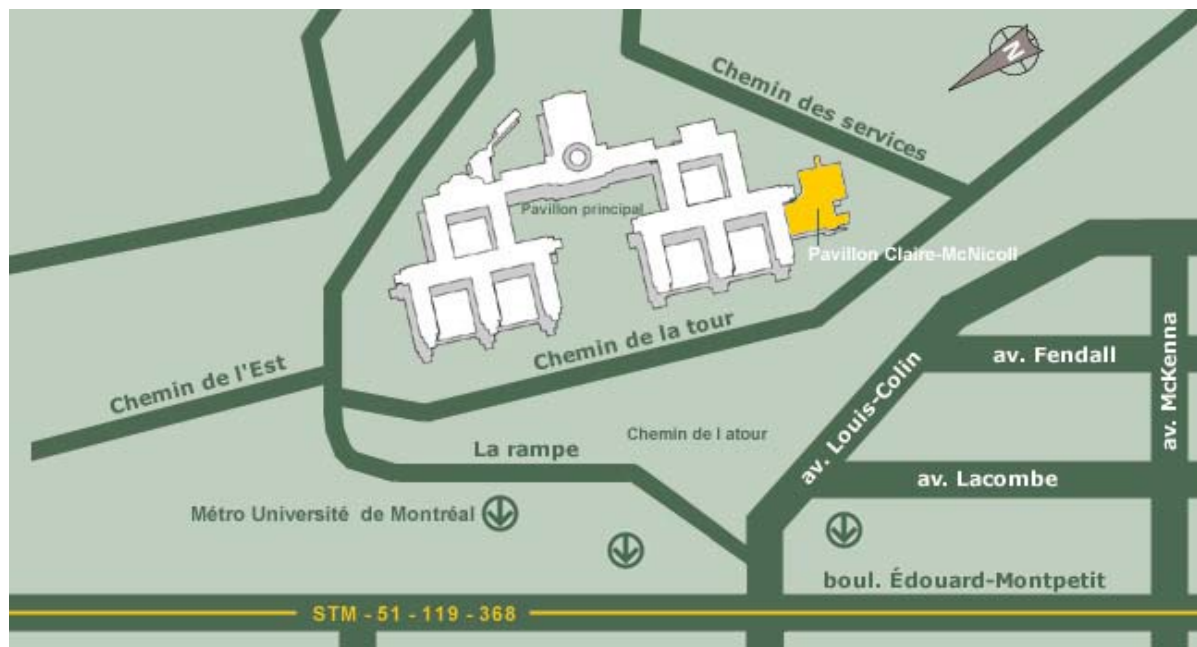 N
Chemin des services
Pavillon principal
Pavillon Claire-McNicoll
Chemin de la tour
av. Fendall
av. McKenna
Chemin de l'Est
av. Louis-Colin
Chemin de l atour
La rampe
av. Lacombe
Métro Université de Montréal
boul. Édouard-Montpetit
STM - 51 - 119 - 368